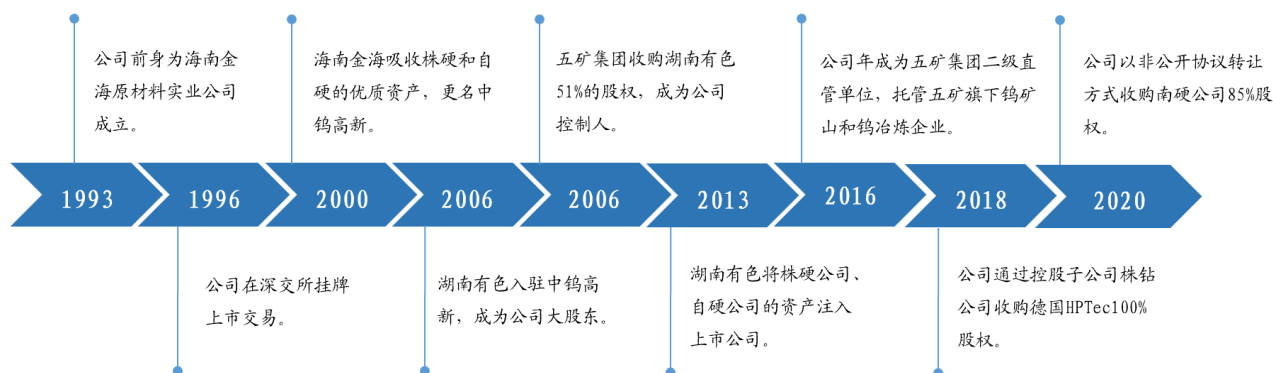 公司前身为海南金
海原材料实业公司
成立。
海南金海吸收株硬和自
硬的优质资产，更名中
钨高新。
五矿集团收购湖南有色
51%的股权，成为公司
控制人。
公司年成为五矿集团二级直
管单位，托管五矿旗下钨矿
山和钨冶炼企业。
公司以非公开协议转让
方式收购南硬公司85%股
权。
1993
1996
2000
2006
2006
2013
2016
2018
2020
公司在深交所挂牌
上市交易。
湖南有色入驻中钨高
新，成为公司大股东。
湖南有色将株硬公司、
自硬公司的资产注入
上市公司。
公司通过控股子公司株钻
公司收购德国HPTec100%
股权。